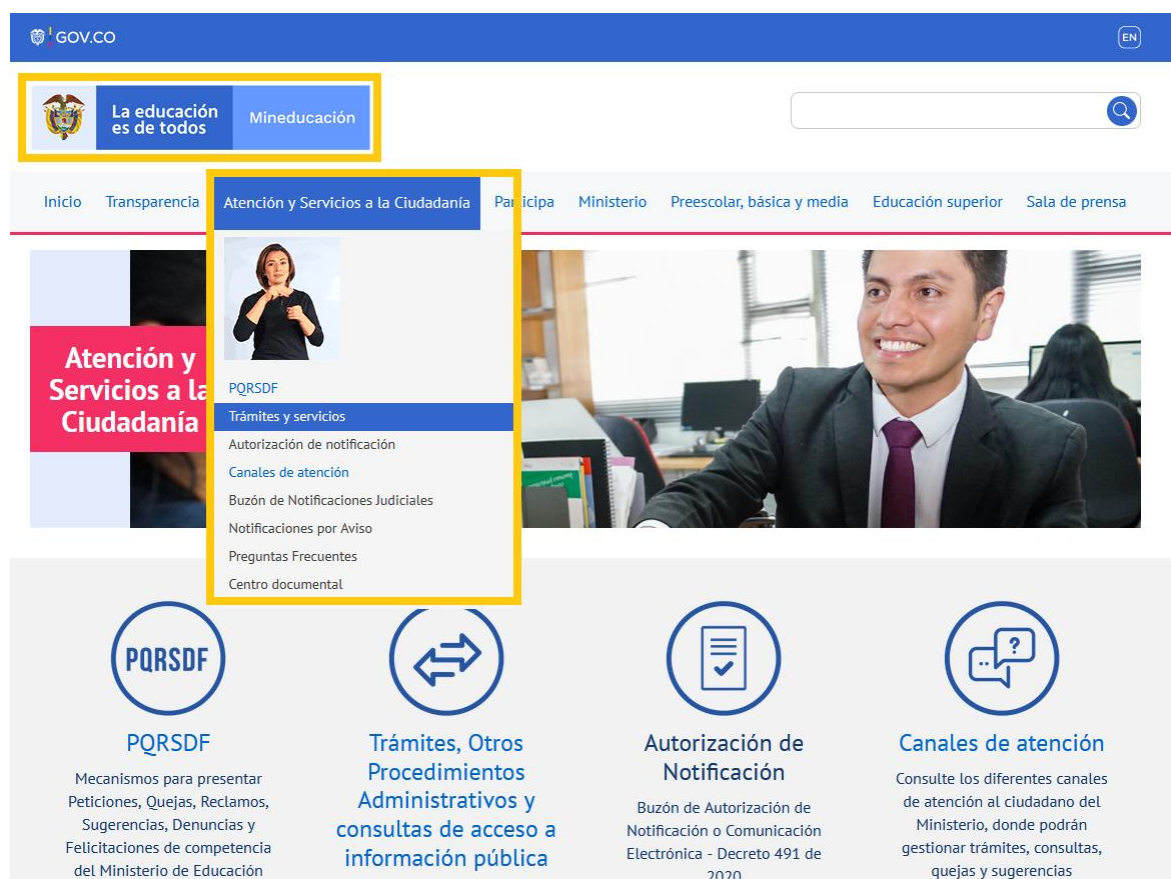 GOV.CO
EN
La educación
es de todos
Mineducación
Inicio Transparencia Atención y Servicios a la Ciudadanía Participa Ministerio Preescolar, básica y media Educación superior Sala de prensa
Atención y
Servicios a la
Ciudadanía
PQRSDF
Trámites y servicios
Autorización de notificación
Canales de atención
Buzón de Notificaciones Judiciales
Notificaciones por Aviso
Preguntas Frecuentes
Centro documental
PQRSDF
PQRSDF
Mecanismos para presentar
Peticiones, Quejas, Reclamos,
Sugerencias, Denuncias y
Felicitaciones de competencia
del Ministerio de Educación
Trámites, Otros
Procedimientos
Administrativos y
consultas de acceso a
información pública
Autorización de
Notificación
Buzón de Autorización de
Notificación o Comunicación
Electrónica - Decreto 491 de
2020
?
Canales de atención
Consulte los diferentes canales
de atención al ciudadano del
Ministerio, donde podrán
gestionar trámites, consultas,
quejas y sugerencias